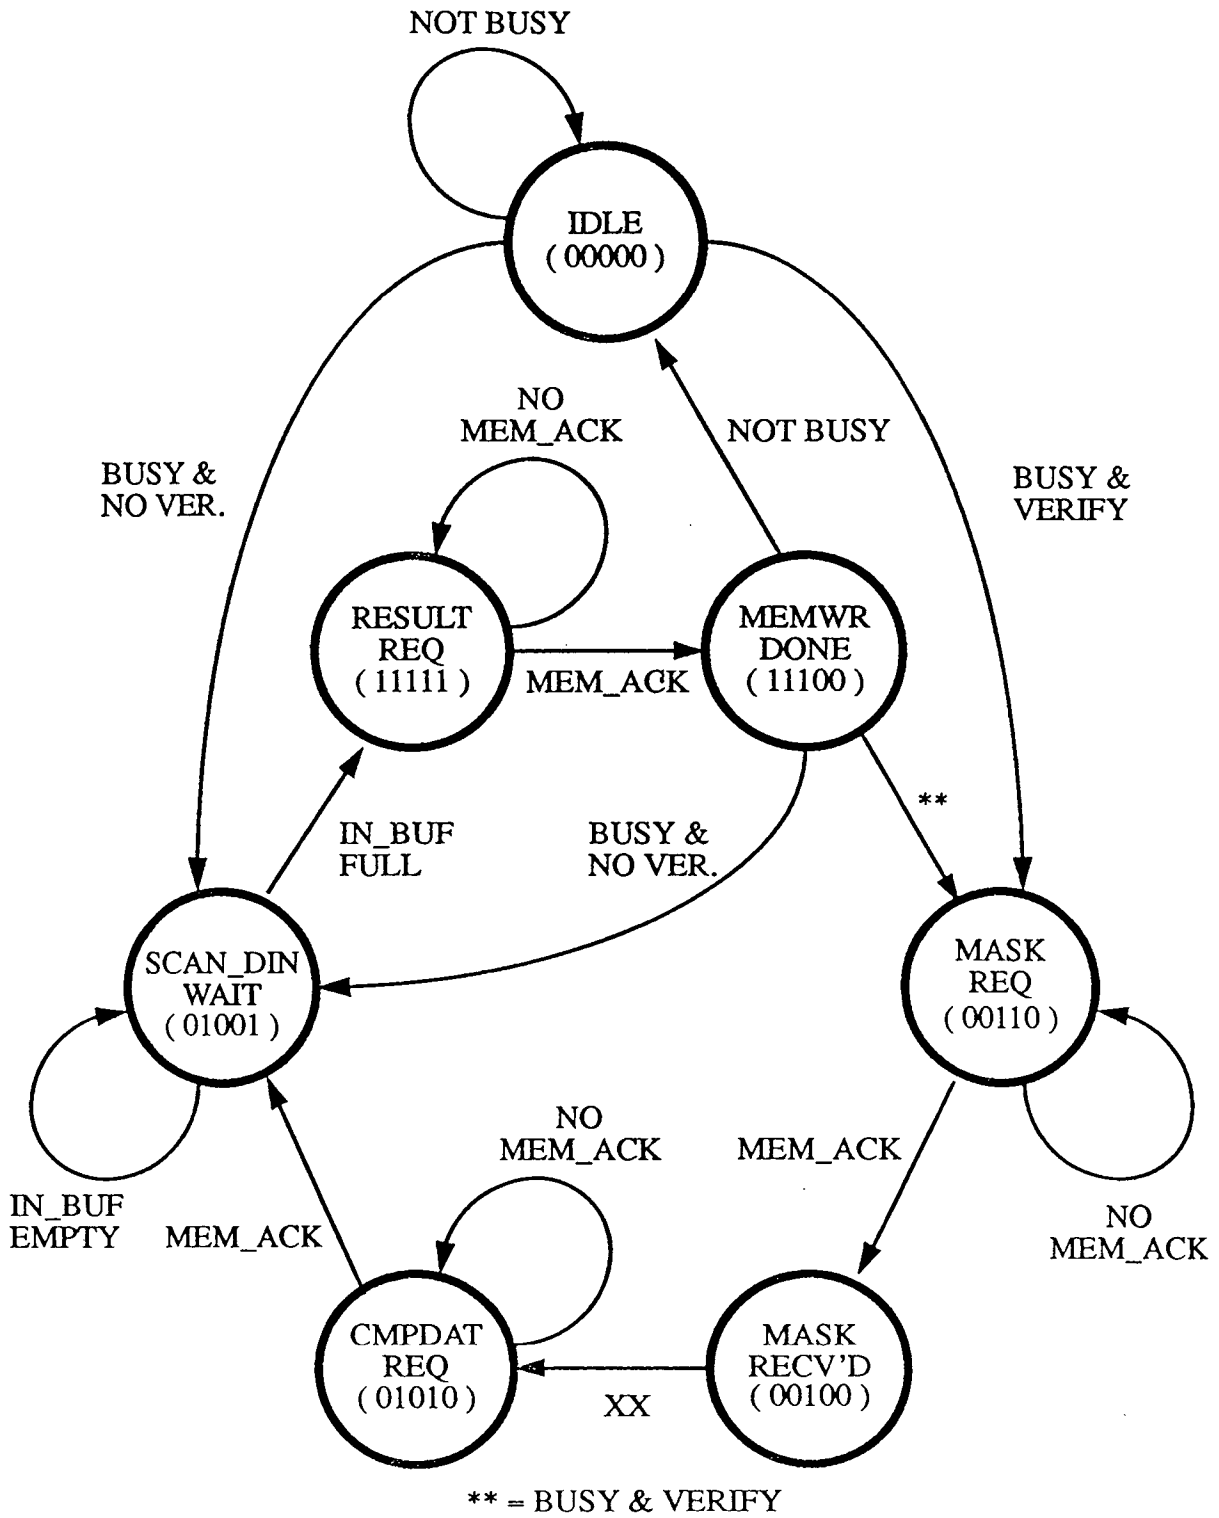 NOT BUSY
IDLE
( 00000 )
NO
MEM_ACK
NOT BUSY
BUSY &
NO VER.
BUSY &
VERIFY
RESULT
REQ
( 11111 )
MEM_ACK
MEMWR
DONE
( 11100 )
**
IN_BUF
FULL
BUSY &
NO VER.
SCAN_DIN
WAIT
( 01001 )
MASK
REQ
( 00110 )
NO
MEM_ACK
MEM_ACK
IN_BUF
EMPTY
MEM_ACK
NO
MEM_ACK
CMPDAT
REQ
( 01010 )
XX
MASK
RECV'D
( 00100 )
** = BUSY & VERIFY